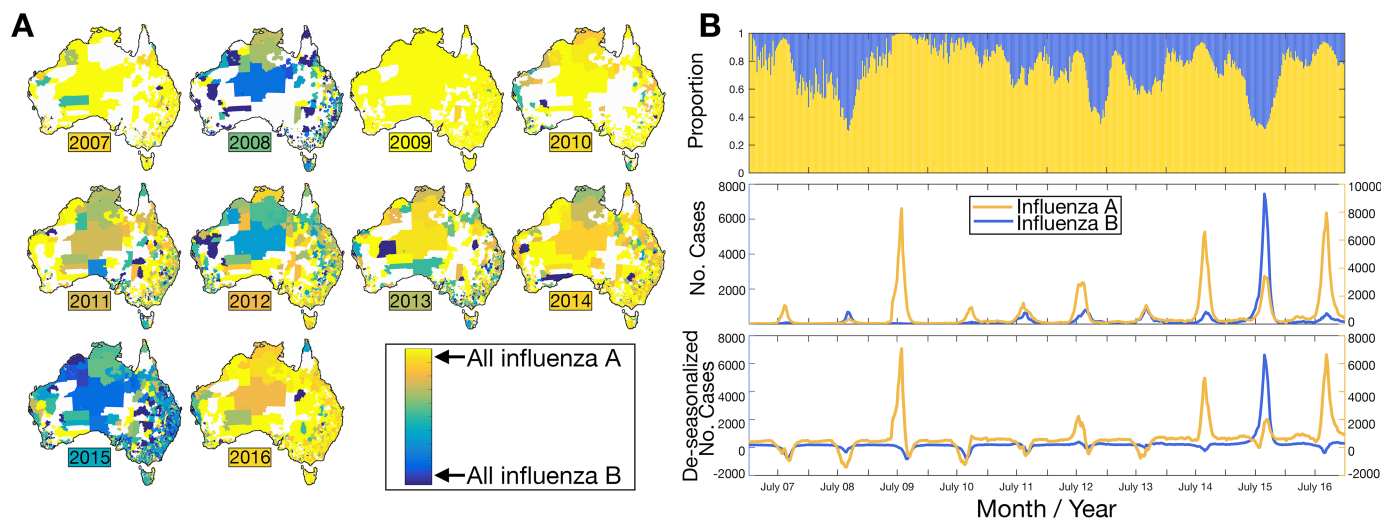 A
2007
2008
2009
2010
2011
2012
2013
2014
2015
2016
All influenza A
All influenza B
B
Proportion
1
0.8
0.6
0.4
0.2
0
No. Cases
8000
6000
4000
2000
Influenza A
Influenza B
10000
8000
6000
4000
2000
0
De-seasonalized
No. Cases
8000
6000
4000
2000
0
-2000
8000
6000
4000
2000
0
-2000
July 07
July 08
July 09
July 10
July 11
July 12
July 13
July 14
July 15
July 16
Month / Year